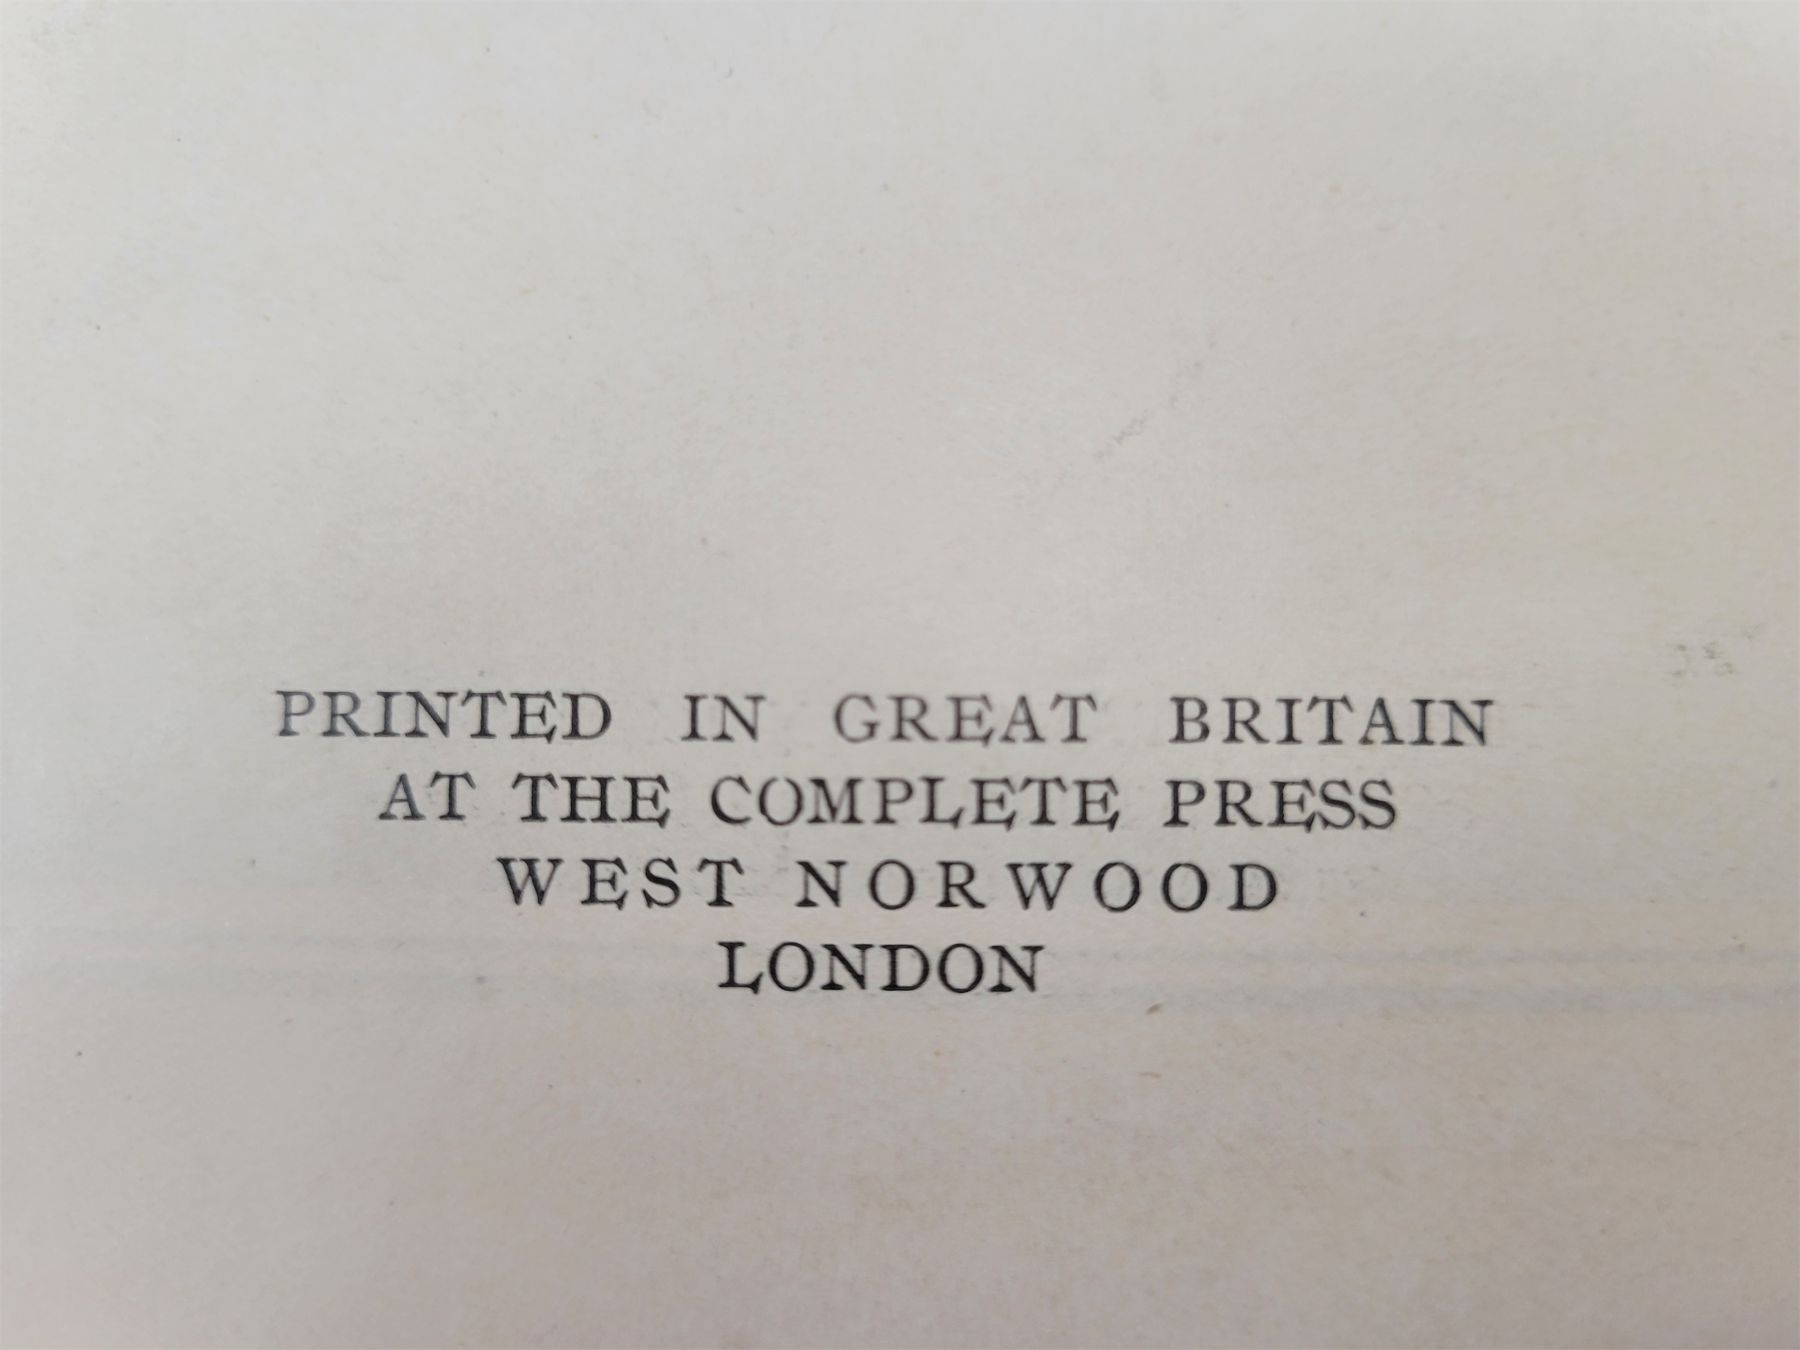 PRINTED IN GREAT BRITAIN
AT THE COMPLETE PRESS
WEST NORWOOD
LONDON